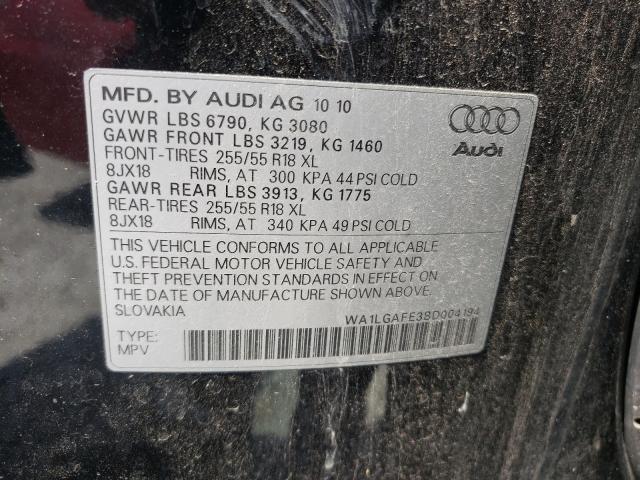 MFD. BY AUDI AG 10 10
GVWR LBS 6790, KG 3080
GAWR FRONT LBS 3219, KG 1460
FRONT-TIRES 255/55 R18 XL
8JX18 RIMS, AT 300 KPA 44 PSI COLD
GAWR REAR LBS 3913, KG 1775
REAR-TIRES 255/55 R18 XL
8JX18 RIMS, AT 340 KPA 49 PSI COLD
Audi
THIS VEHICLE CONFORMS TO ALL APPLICABLE
U.S. FEDERAL MOTOR VEHICLE SAFETY AND
THEFT PREVENTION STANDARDS IN EFFECT ON
THE DATE OF MANUFACTURE SHOWN ABOVE.
SLOVAKIA
WA1LGAFE3BD004194
TYPE:
MPV